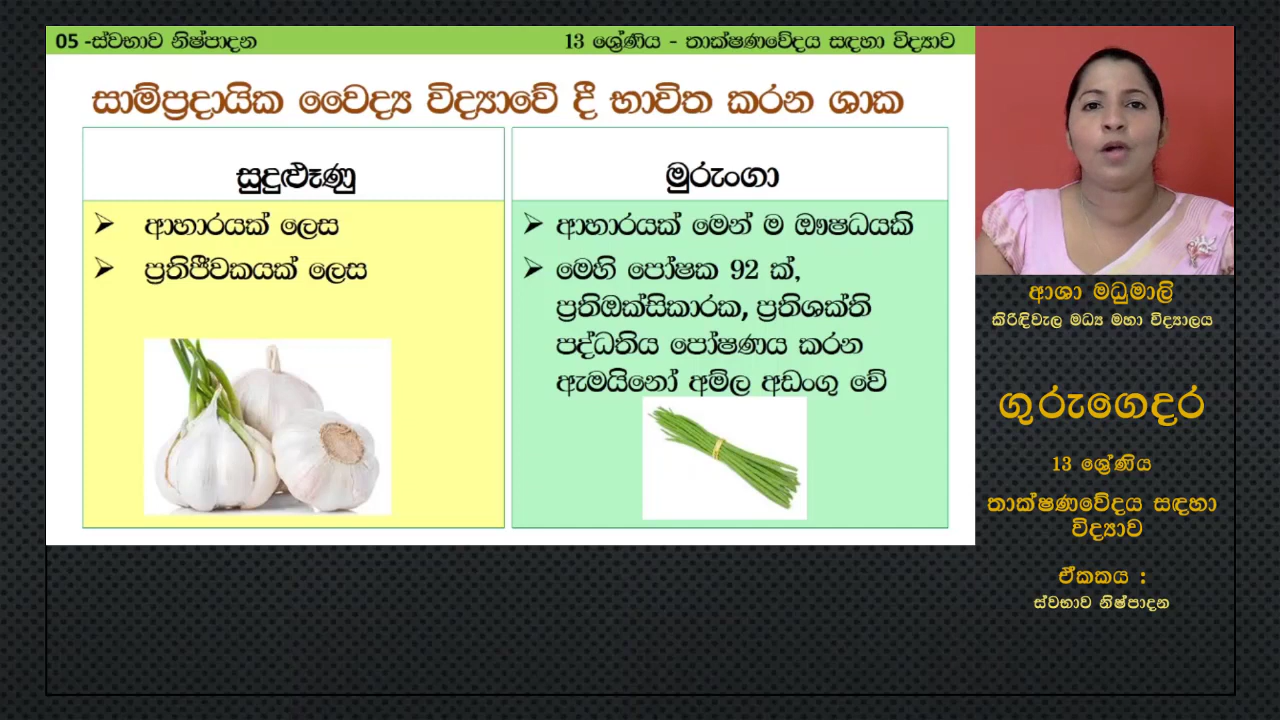 05 -ස්වභාව නිෂ්පාදන
13 ශ්‍රේණිය - තාක්ෂණවේදය සඳහා විද්‍යාව
සාම්ප්‍රදායික වෛද්‍ය විද්‍යාවේ දී භාවිත කරන ශාක
සුදුළූණු
ආහාරයක් ලෙස
ප්‍රතිජීවකයක් ලෙස
මුරුංගා
ආහාරයක් මෙන් ම ඖෂධයකි
මෙහි පෝෂක 92 ක්,
ප්‍රතිඔක්සිකාරක, ප්‍රතිශක්ති
පද්ධතිය පෝෂණය කරන
ඇමයිනෝ අම්ල අඩංගු වේ
ආශා මධුමාලි
කිරිඳිවැල මධ්‍ය මහා විද්‍යාලය
ගුරුගෙදර
13 ශ්‍රේණිය
තාක්ෂණවේදය සඳහා
විද්‍යාව
ඒකකය :
ස්වභාව නිෂ්පාදන